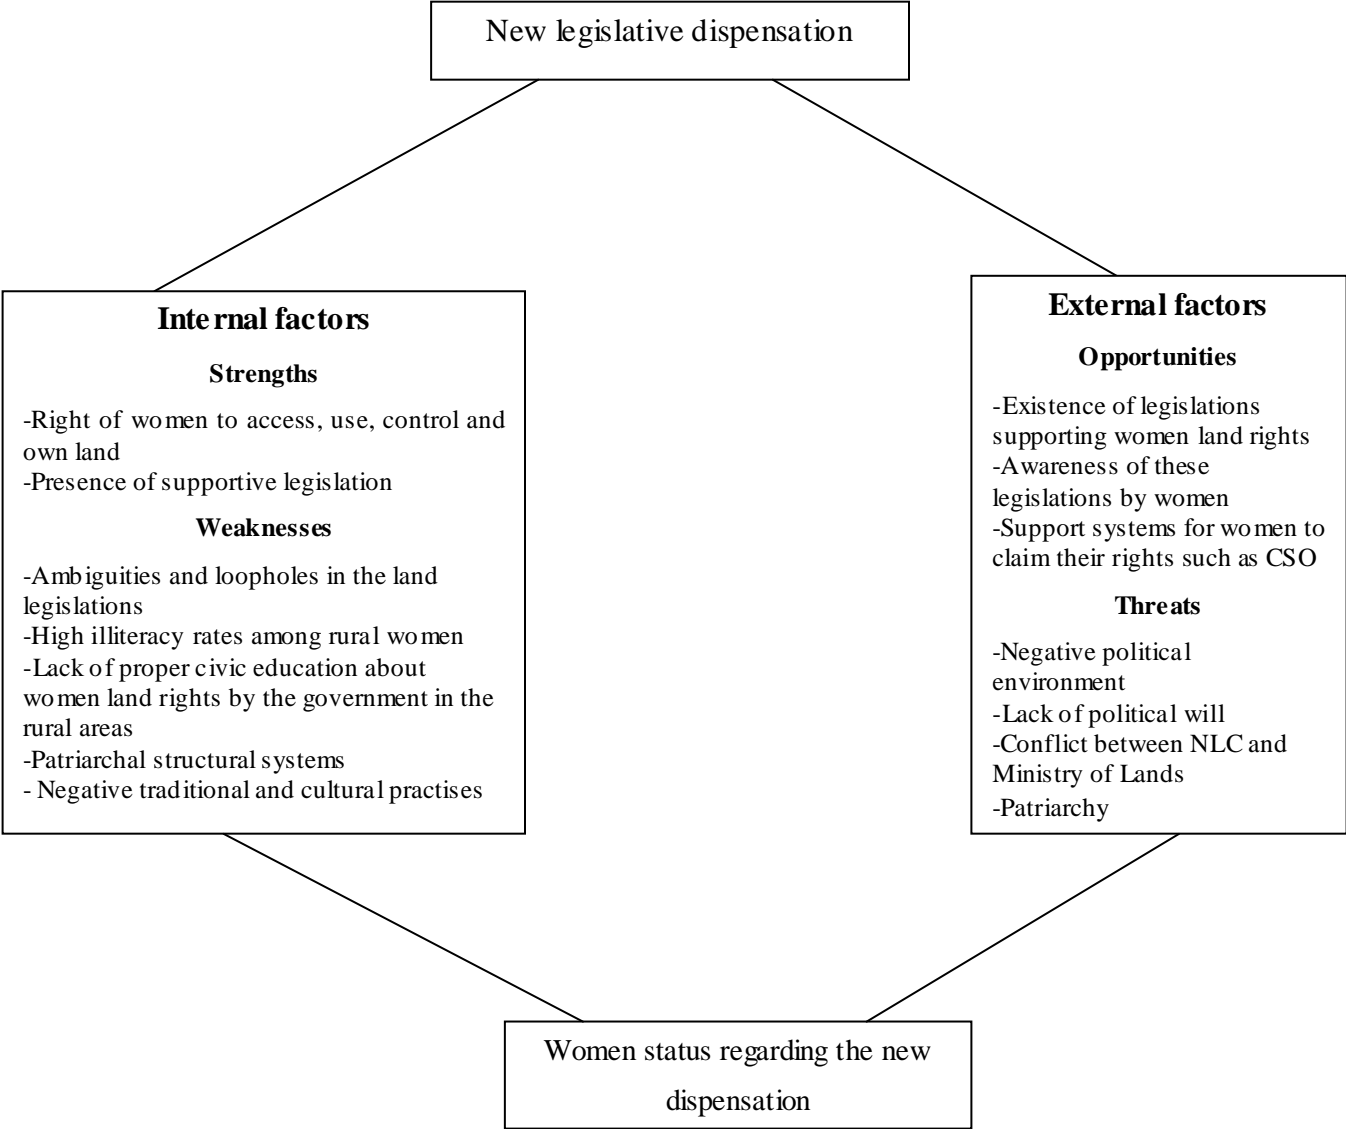 New legislative dispensation
Internal factors
Strengths
-Right of women to access, use, control and
own land
-Presence of supportive legislation
Weaknesses
-Ambiguities and loopholes in the land
legislations
-High illiteracy rates among rural women
-Lack of proper civic education about
women land rights by the government in the
rural areas
-Patriarchal structural systems
- Negative traditional and cultural practises
External factors
Opportunities
-Existence of legislations
supporting women land rights
-Awareness of these
legislations by women
-Support systems for women to
claim their rights such as CSO
Threats
-Negative political
environment
-Lack of political will
-Conflict between NLC and
Ministry of Lands
-Patriarchy
Women status regarding the new
dispensation